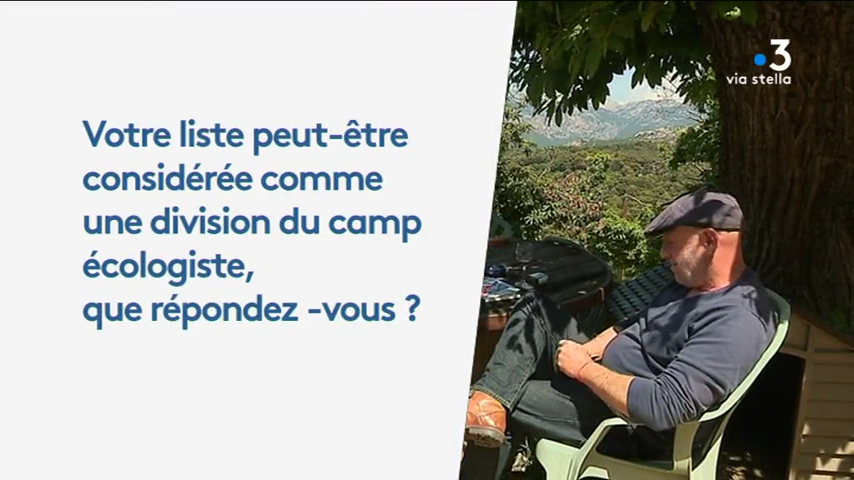 3
via stella
Votre liste peut-être
considérée comme
une division du camp
écologiste,
que répondez -vous ?